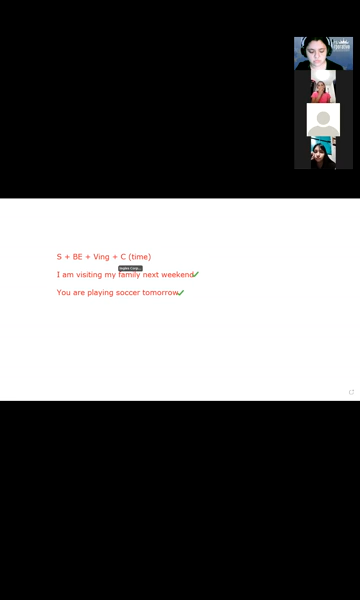 S + BE + Ving + C (time)
I am visiting my family next weekend✓
You are playing soccer tomorrow✓